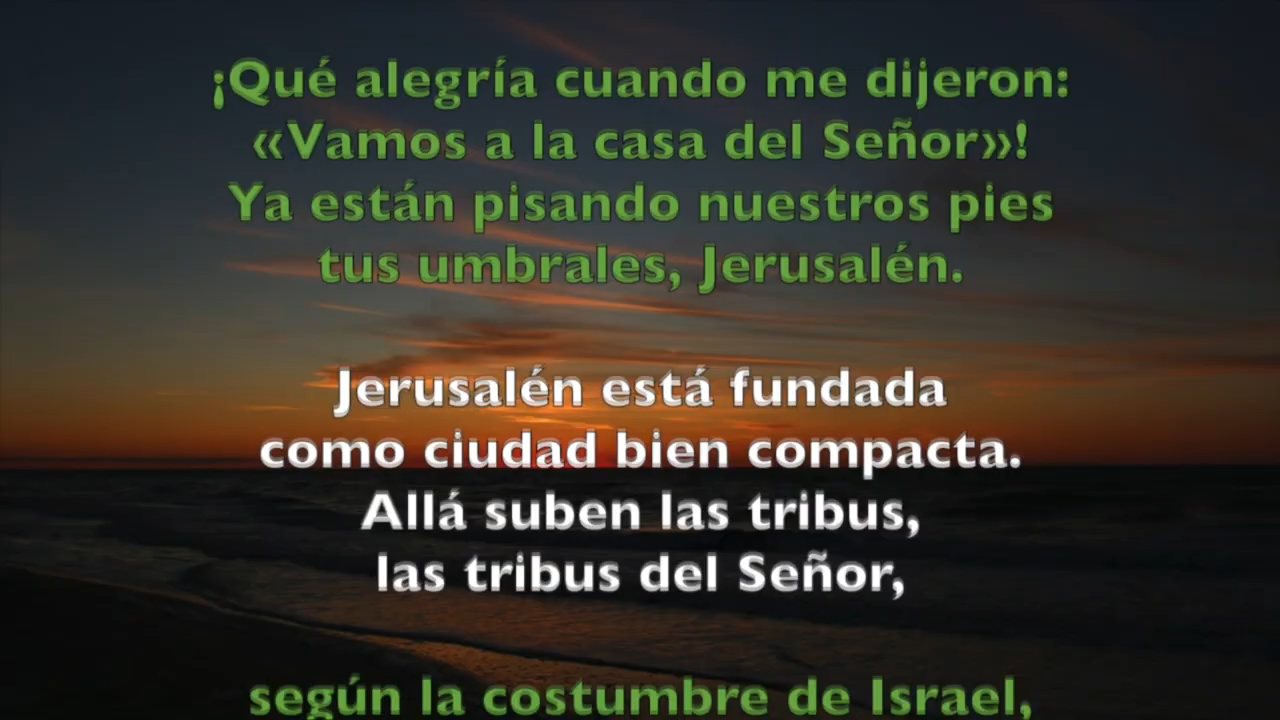 ¡Qué alegría cuando me dijeron:
«Vamos a la casa del Señor»!
Ya están pisando nuestros pies
tus umbrales, Jerusalén.
Jerusalén está fundada
como ciudad bien compacta.
Allá suben las tribus,
las tribus del Señor,
según la costumbre de Israel,